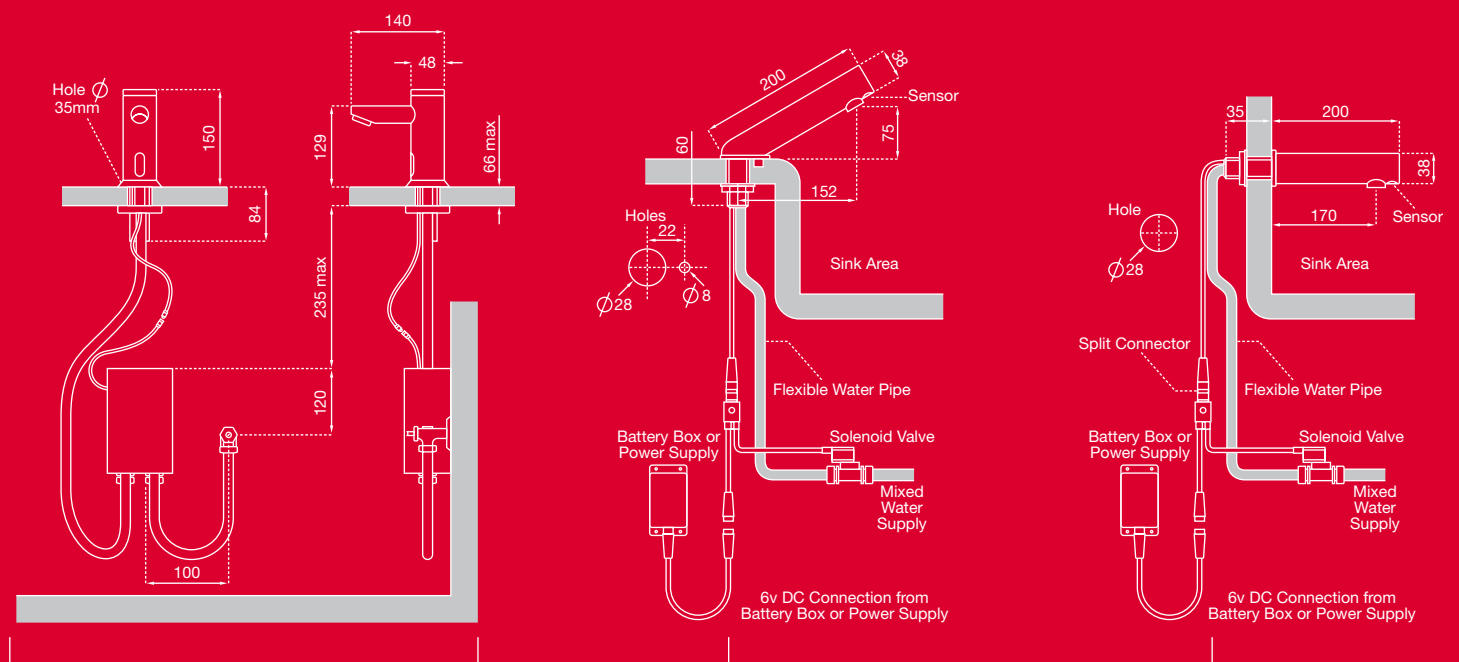 140
48
Hole Ø
35mm
150
129
66 max
84
235 max
120
100
200
38
Sensor
75
60
152
Holes
22
Ø28
Ø8
Sink Area
Flexible Water Pipe
Battery Box or
Power Supply
Solenoid Valve
Mixed
Water
Supply
6v DC Connection from
Battery Box or Power Supply
35
200
38
Sensor
170
Hole
Ø28
Sink Area
Split Connector
Flexible Water Pipe
Battery Box or
Power Supply
Solenoid Valve
Mixed
Water
Supply
6v DC Connection from
Battery Box or Power Supply